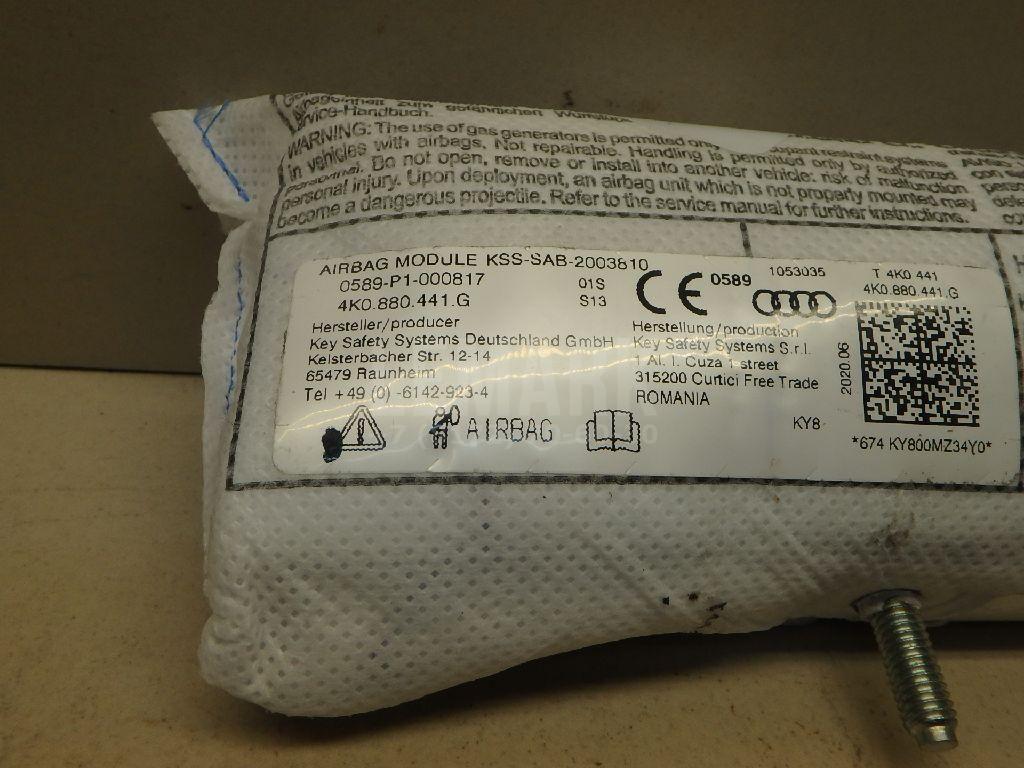 zum gefahrlosen
Service-Handbuch.
WARNING: The use of gas generators is permitted only
in vehicles with airbags. Not repairable. Handling is permitted only by authorized
personnel. Do not open, remove or install into another vehicle: risk of malfunction
personal injury. Upon deployment, an airbag unit which is not properly mounted may
become a dangerous projectile. Refer to the service manual for further instructions.
AIRBAG MODULE KSS-SAB-2003810
0589-P1-000817 01S
4K0.880.441.G S13
Hersteller/producer
Key Safety Systems Deutschland GmbH
Kelsterbacher Str. 12-14
65479 Raunheim
Tel +49 (0) -6142-923-4
AIRBAG
CE 0589
1053035
Herstellung/production
Key Safety Systems S.r.l.
1 Al. I. Cuza 1 street
315200 Curtici Free Trade
ROMANIA
KY8
T 4K0 441
4K0.880.441.G
2020.06
*674 KY800MZ34Y0*